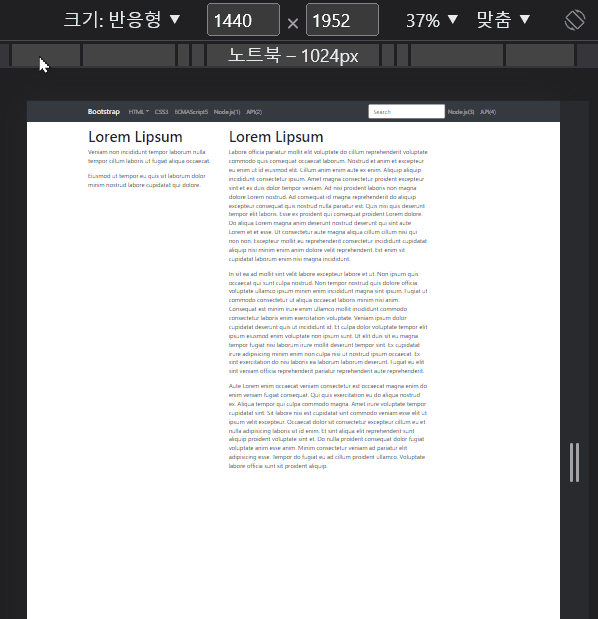 크기: 반응형 ▼ 1440 × 1952 37% ▼ 맞춤 ▼
노트북 – 1024px
Bootstrap HTML CSS3 ECMAScript5 Node.js(1) API(2) Search Node.js(3) API(4)
Lorem Lipsum
Veniam non incididunt tempor laborum nulla
tempor cillum laboris ut fugiat aliqua occaecat.
Eiusmod ut tempor eu quis sit laborum dolor
minim nostrud labore cupidatat qui dolore.
Lorem Lipsum
Labore officia pariatur mollit elit voluptate do cillum reprehenderit voluptate
commodo quis consequat occaecat laborum. Nostrud et anim et excepteur
eu enim ut id eiusmod elit. Cillum anim enim aute ex enim. Aliquip aliquip
incididunt consectetur ipsum. Amet magna consectetur tempor proident excepteur
sint et ex duis dolor tempor veniam. Ad nisi proident laboris non magna
dolore Lorem nostrud. Ad consequat id magna reprehenderit do aliquip
excepteur consequat quis nostrud nulla pariatur est. Quis nisi quis deserunt
tempor elit laboris. Esse ex proident qui consequat proident Lorem dolore.
Do aliqua Lorem magna anim deserunt nostrud deserunt qui sint aute
Lorem et et esse. Ut consectetur aute magna aliqua cillum cillum nisi qui
non non. Excepteur mollit eu reprehenderit consectetur incididunt cupidatat
aliquip nisi minim enim anim dolore velit reprehenderit. Est enim sit
cupidatat laborum enim nisi magna incididunt.
In sit ea ad mollit sint velit labore excepteur labore et ut. Non ipsum quis
occaecat qui sunt culpa nostrud. Non tempor nostrud quis dolore officia
voluptate ullamco ipsum minim enim incididunt magna sint ipsum. Fugiat ut
commodo consectetur ut aliqua occaecat laboris minim nisi anim.
Consequat est minim irure enim ullamco mollit incididunt commodo
consectetur laboris enim exercitation voluptate. Veniam ipsum dolor
cupidatat deserunt quis ut incididunt id. Et culpa dolor voluptate tempor elit
ipsum eiusmod enim voluptate non ipsum sunt. Ut elit duis sit eu magna
tempor fugiat nisi laborum irure mollit deserunt tempor sint. Ex cupidatat
irure adipisicing minim enim non culpa nisi ut nostrud ipsum occaecat. Ex
sint exercitation do nisi laboris ea laborum laborum deserunt. Fugiat eu elit
sint veniam officia reprehenderit pariatur reprehenderit aute reprehenderit.
Aute Lorem enim occaecat veniam consectetur est occaecat magna enim do
enim veniam fugiat consequat. Qui quis exercitation eu do aliqua nostrud
ex. Aliqua tempor qui culpa commodo magna. Amet irure voluptate tempor
cupidatat sint. Sit labore nisi est cupidatat sint commodo veniam esse elit ut
ipsum velit excepteur. Occaecat dolor sit consectetur excepteur cillum eu et
nulla adipisicing laboris sit id enim. Et sint aliqua elit reprehenderit sunt
aliquip proident voluptate sint et. Do nulla proident consequat dolor fugiat
voluptate anim esse anim. Minim consectetur veniam ad pariatur elit
adipisicing esse. Tempor do fugiat eu ad cillum proident ullamco. Voluptate
labore officia sunt sit proident aliquip.